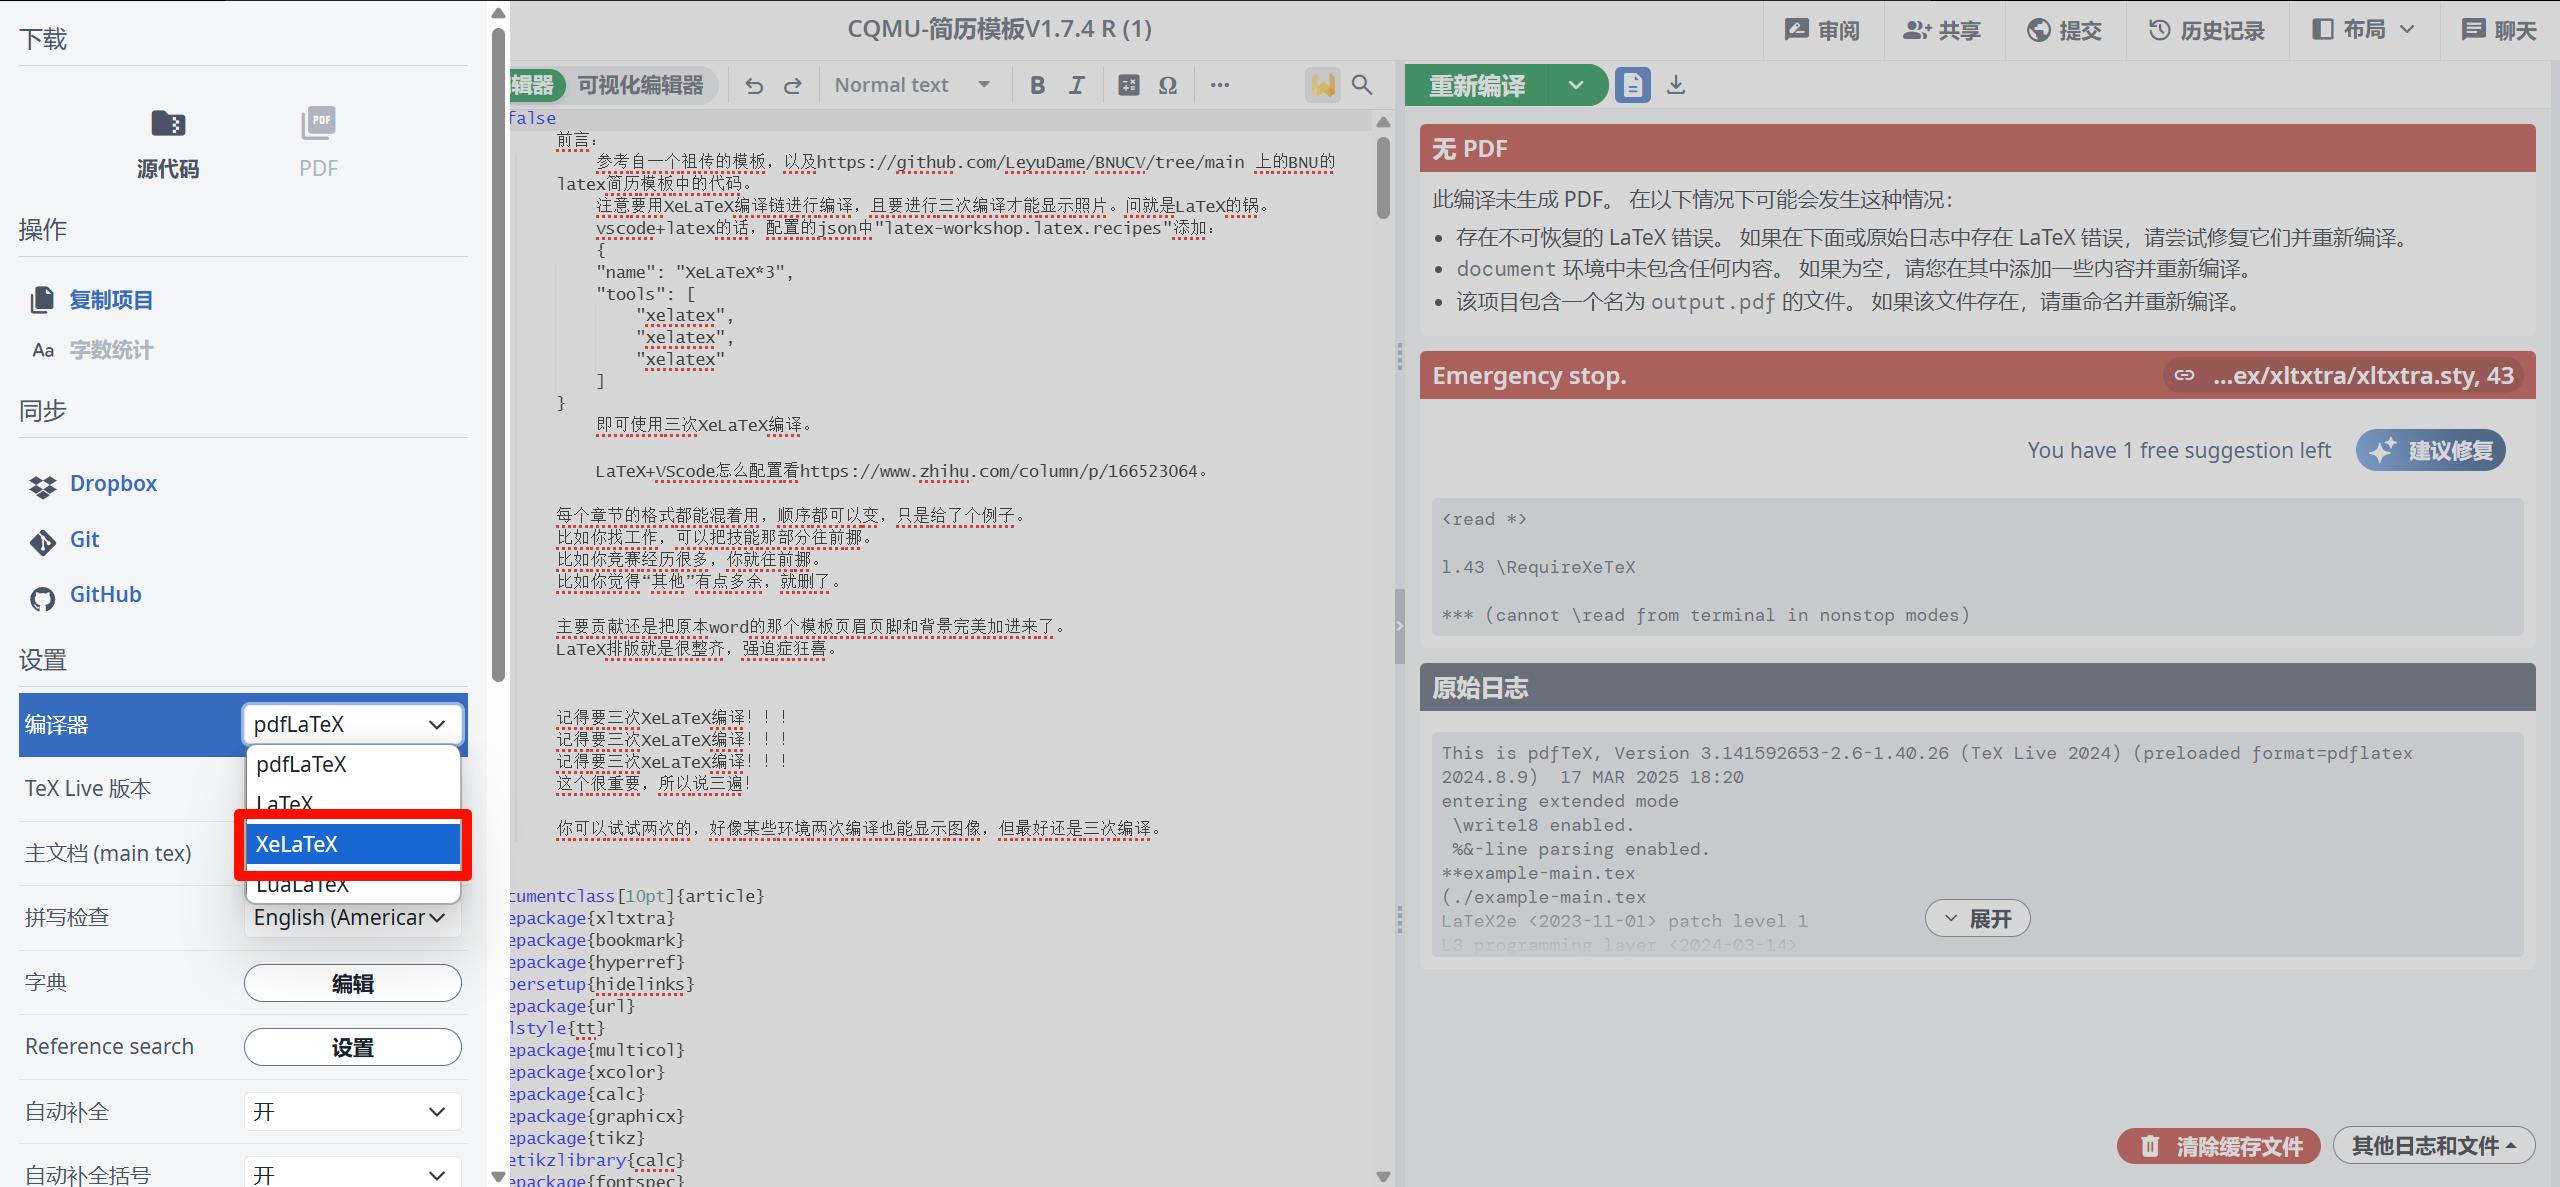 下载
源代码
PDF
PDF
操作
复制项目
Aa 字数统计
同步
Dropbox
Git
GitHub
设置
编译器
pdfLaTeX
pdfLaTeX
LaTeX
XeLaTeX
LuaLaTeX
TeX Live 版本
主文档 (main tex)
拼写检查
English (American
字典
编辑
Reference search
设置
自动补全
开
自动补全括号
开
CQMU-简历模板V1.7.4 R (1)
审阅
共享
提交
历史记录
布局
聊天
辑器
可视化编辑器
Normal text
B
I
Ω
false
前言：
参考自一个祖传的模板，以及https://github.com/LeyuDame/BNUCV/tree/main 上的BNU的
latex简历模板中的代码。
注意要用XeLaTeX编译链进行编译，且要进行三次编译才能显示照片。问就是LaTeX的锅。
vscode+latex的话，配置的json中"latex-workshop.latex.recipes"添加：
{
"name": "XeLaTeX*3",
"tools": [
"xelatex",
"xelatex",
"xelatex"
]
}
即可使用三次XeLaTeX编译。
LaTeX+VScode怎么配置看https://www.zhihu.com/column/p/166523064。
每个章节的格式都能混着用，顺序都可以变，只是给了个例子。
比如你找工作，可以把技能那部分往前挪。
比如你竞赛经历很多，你就往前挪。
比如你觉得“其他”有点多余，就删了。
主要贡献还是把原本word的那个模板页眉页脚和背景完美加进来了。
LaTeX排版就是很整齐，强迫症狂喜。
记得要三次XeLaTeX编译！！！
记得要三次XeLaTeX编译！！！
记得要三次XeLaTeX编译！！！
这个很重要，所以说三遍！
你可以试试两次的，好像某些环境两次编译也能显示图像，但最好还是三次编译。
cumentclass[10pt]{article}
epackage{xltxtra}
epackage{bookmark}
epackage{hyperref}
persetup{hidelinks}
epackage{url}
lstyle{tt}
epackage{multicol}
epackage{xcolor}
epackage{calc}
epackage{graphicx}
epackage{tikz}
etikzlibrary{calc}
epackage{fontspec}
重新编译
无 PDF
此编译未生成 PDF。 在以下情况下可能会发生这种情况：
• 存在不可恢复的 LaTeX 错误。 如果在下面或原始日志中存在 LaTeX 错误，请尝试修复它们并重新编译。
• document 环境中未包含任何内容。 如果为空，请您在其中添加一些内容并重新编译。
• 该项目包含一个名为 output.pdf 的文件。 如果该文件存在，请重命名并重新编译。
Emergency stop.
...ex/xltxtra/xltxtra.sty, 43
You have 1 free suggestion left
建议修复
<read *>
l.43 \RequireXeTeX
*** (cannot \read from terminal in nonstop modes)
原始日志
This is pdfTeX, Version 3.141592653-2.6-1.40.26 (TeX Live 2024) (preloaded format=pdflatex
2024.8.9)  17 MAR 2025 18:20
entering extended mode
\write18 enabled.
%&-line parsing enabled.
**example-main.tex
(./example-main.tex
LaTeX2e <2023-11-01> patch level 1
L3 programming layer <2024-03-14>
展开
清除缓存文件
其他日志和文件